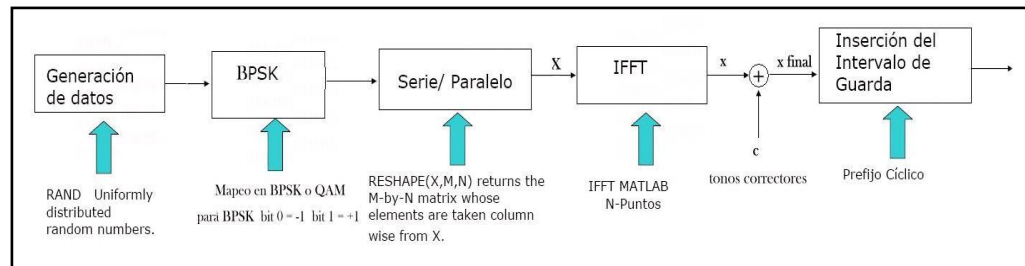 Generación
de datos
BPSK
Serie/ Paralelo
X
IFFT
x
+
x final
Inserción del
Intervalo de
Guarda
c
tonos correctores
RAND Uniformly
distributed
random numbers.
Mapeo en BPSK o QAM
para BPSK bit 0 = -1 bit 1 = +1
RESHAPE(X,M,N) returns the
M-by-N matrix whose
elements are taken column
wise from X.
IFFT MATLAB
N-Puntos
Prefijo Cíclico